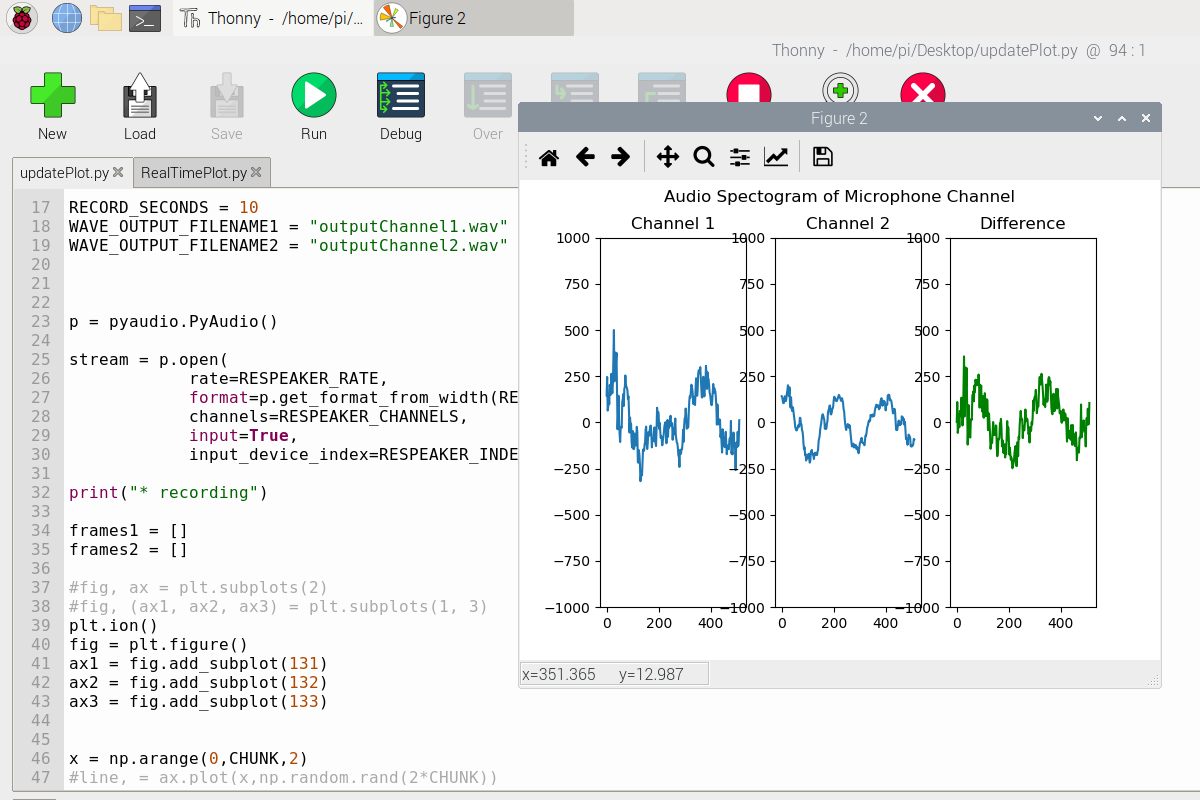 Thonny - /home/pi/...
Figure 2
Thonny - /home/pi/Desktop/updatePlot.py @ 94 : 1
New
Load
Save
Run
Debug
Over
updatePlot.py
RealTimePlot.py
17 RECORD_SECONDS = 10
18 WAVE_OUTPUT_FILENAME1 = "outputChannel1.wav"
19 WAVE_OUTPUT_FILENAME2 = "outputChannel2.wav"
20
21
22
23 p = pyaudio.PyAudio()
24
25 stream = p.open(
26 rate=RESPEAKER_RATE,
27 format=p.get_format_from_width(RE
28 channels=RESPEAKER_CHANNELS,
29 input=True,
30 input_device_index=RESPEAKER_INDE
31
32 print("* recording")
33
34 frames1 = []
35 frames2 = []
36
37 #fig, ax = plt.subplots(2)
38 #fig, (ax1, ax2, ax3) = plt.subplots(1, 3)
39 plt.ion()
40 fig = plt.figure()
41 ax1 = fig.add_subplot(131)
42 ax2 = fig.add_subplot(132)
43 ax3 = fig.add_subplot(133)
44
45
46 x = np.arange(0,CHUNK,2)
47 #line, = ax.plot(x,np.random.rand(2*CHUNK))
Figure 2
Audio Spectogram of Microphone Channel
Channel 1
1000
750
500
250
0
−250
−500
−750
−1000
0 200 400
Channel 2
1000
750
500
250
0
−250
−500
−750
−1000
0 200 400
Difference
1000
750
500
250
0
−250
−500
−750
−1000
0 200 400
x=351.365 y=12.987